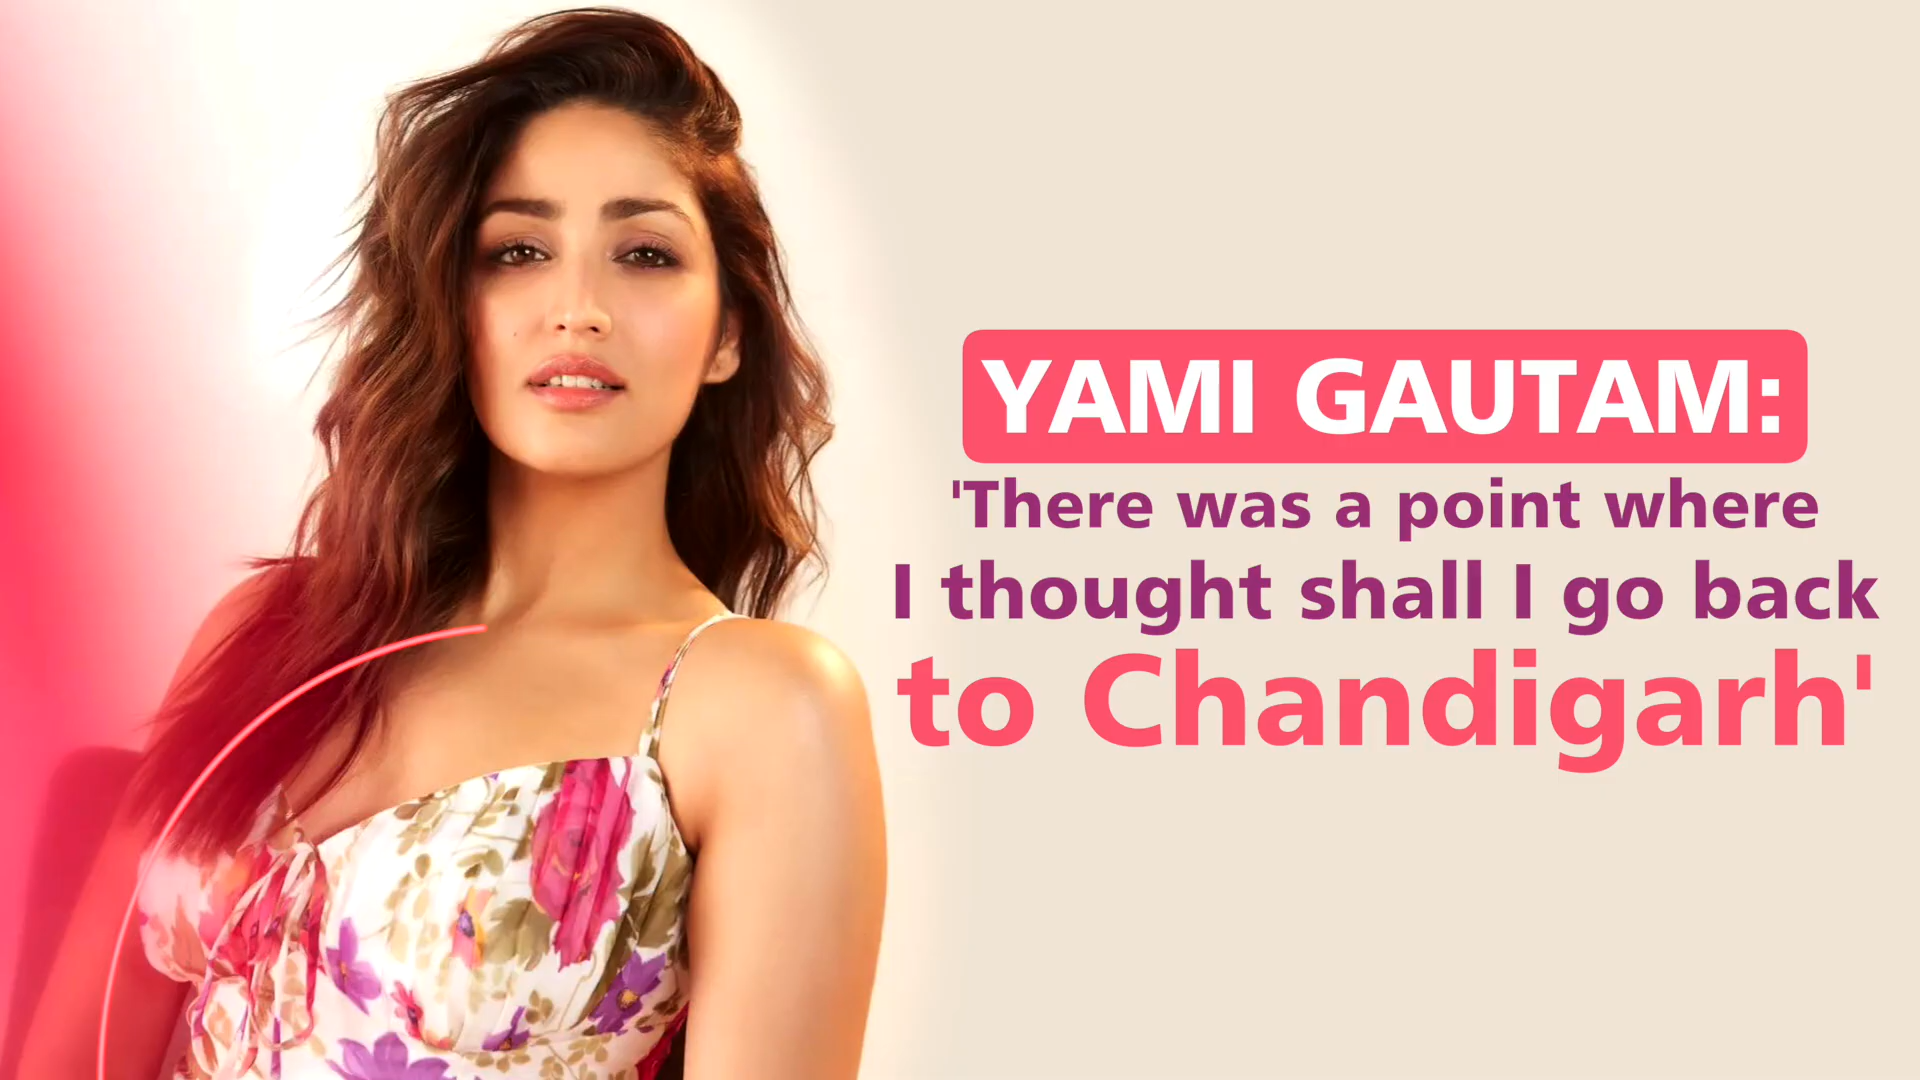 YAMI GAUTAM:
'There was a point where
I thought shall I go back
to Chandigarh'